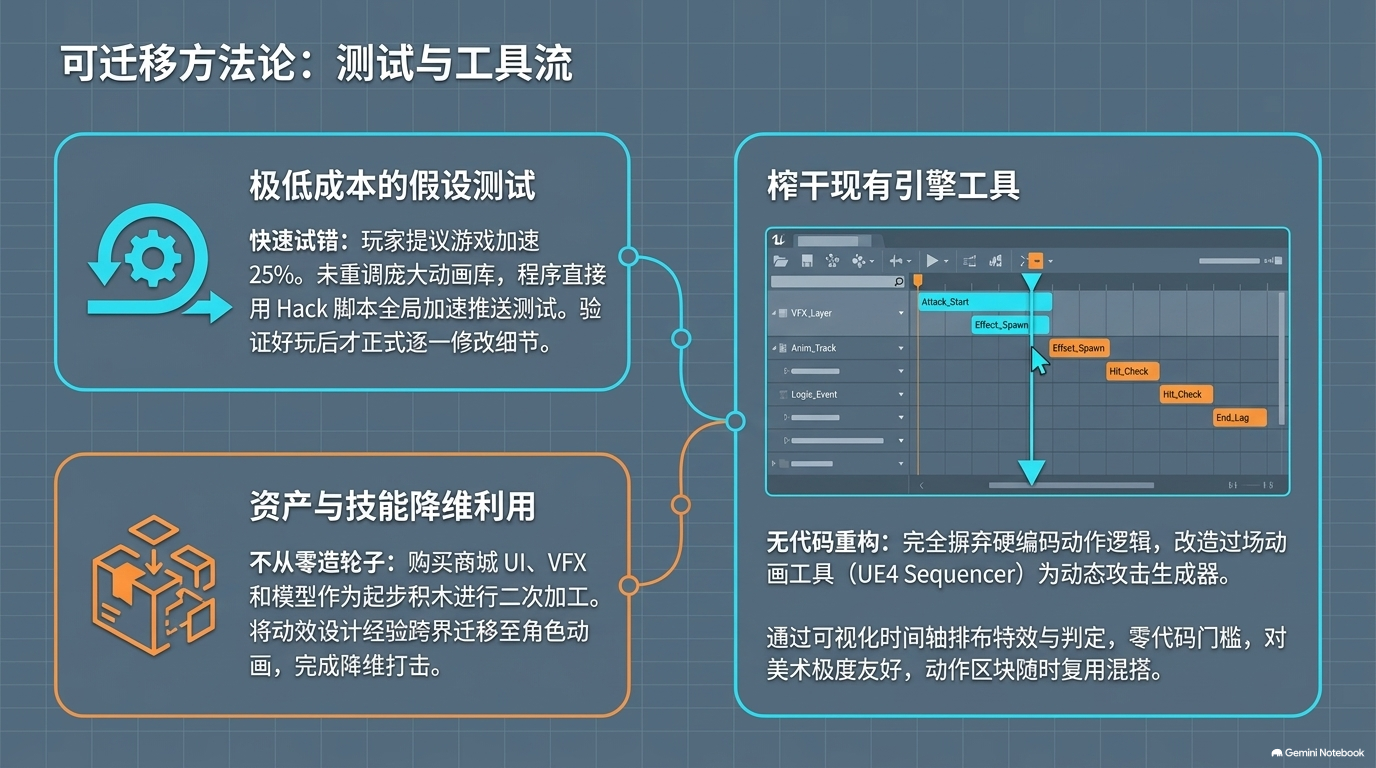 可迁移方法论：测试与工具流
极低成本的假设测试
快速试错：玩家提议游戏加速
25%。未重调庞大动画库，程序直接
用 Hack 脚本全局加速推送测试。验
证好玩后才正式逐一修改细节。
资产与技能降维利用
不从零造轮子：购买商城 UI、VFX
和模型作为起步积木进行二次加工。
将动效设计经验跨界迁移至角色动
画，完成降维打击。
榨干现有引擎工具
Attack_Start
VFX_Layer
Effect_Spawn
Anim_Track
Effset_Spawn
Hit_Check
Logie_Event
Hit_Check
End_Lag
无代码重构：完全摒弃硬编码动作逻辑，改造过场动
画工具（UE4 Sequencer）为动态攻击生成器。
通过可视化时间轴排布特效与判定，零代码门槛，对
美术极度友好，动作区块随时复用混搭。
Gemini Notebook